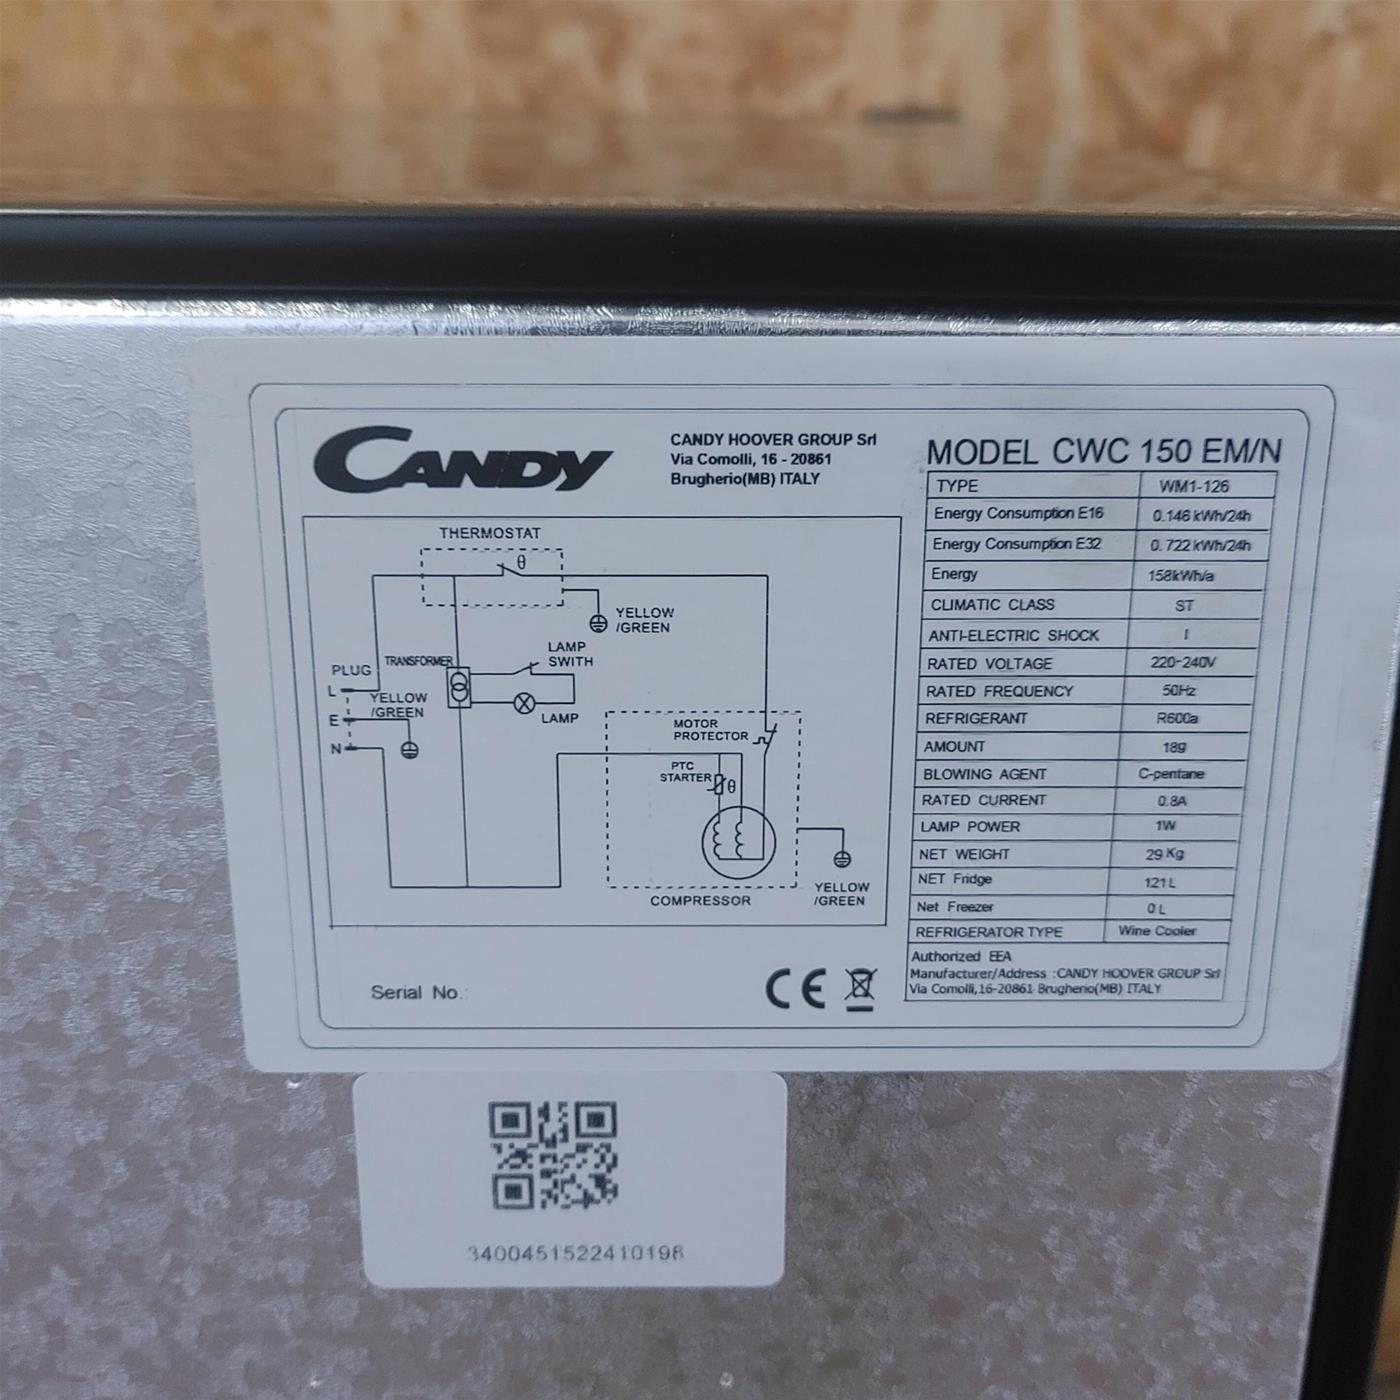 CANDY
CANDY HOOVER GROUP Srl
Via Comolli, 16 - 20861
Brugherio(MB) ITALY
THERMOSTAT
θ
YELLOW
/GREEN
LAMP
SWITH
TRANSFORMER
PLUG
L
YELLOW
/GREEN
E
LAMP
N
MOTOR
PROTECTOR
PTC
STARTER
θ
YELLOW
/GREEN
COMPRESSOR
Serial No.:
CE
MODEL CWC 150 EM/N
TYPE WM1-126
Energy Consumption E16 0.146 kWh/24h
Energy Consumption E32 0.722 kWh/24h
Energy 158kWh/a
CLIMATIC CLASS ST
ANTI-ELECTRIC SHOCK I
RATED VOLTAGE 220-240V
RATED FREQUENCY 50Hz
REFRIGERANT R600a
AMOUNT 18g
BLOWING AGENT C-pentane
RATED CURRENT 0.8A
LAMP POWER 1W
NET WEIGHT 29 Kg
NET Fridge 121 L
Net Freezer 0 L
REFRIGERATOR TYPE Wine Cooler
Authorized EEA
Manufacturer/Address :CANDY HOOVER GROUP Srl
Via Comolli,16-20861 Brugherio(MB) ITALY
3400451522410198